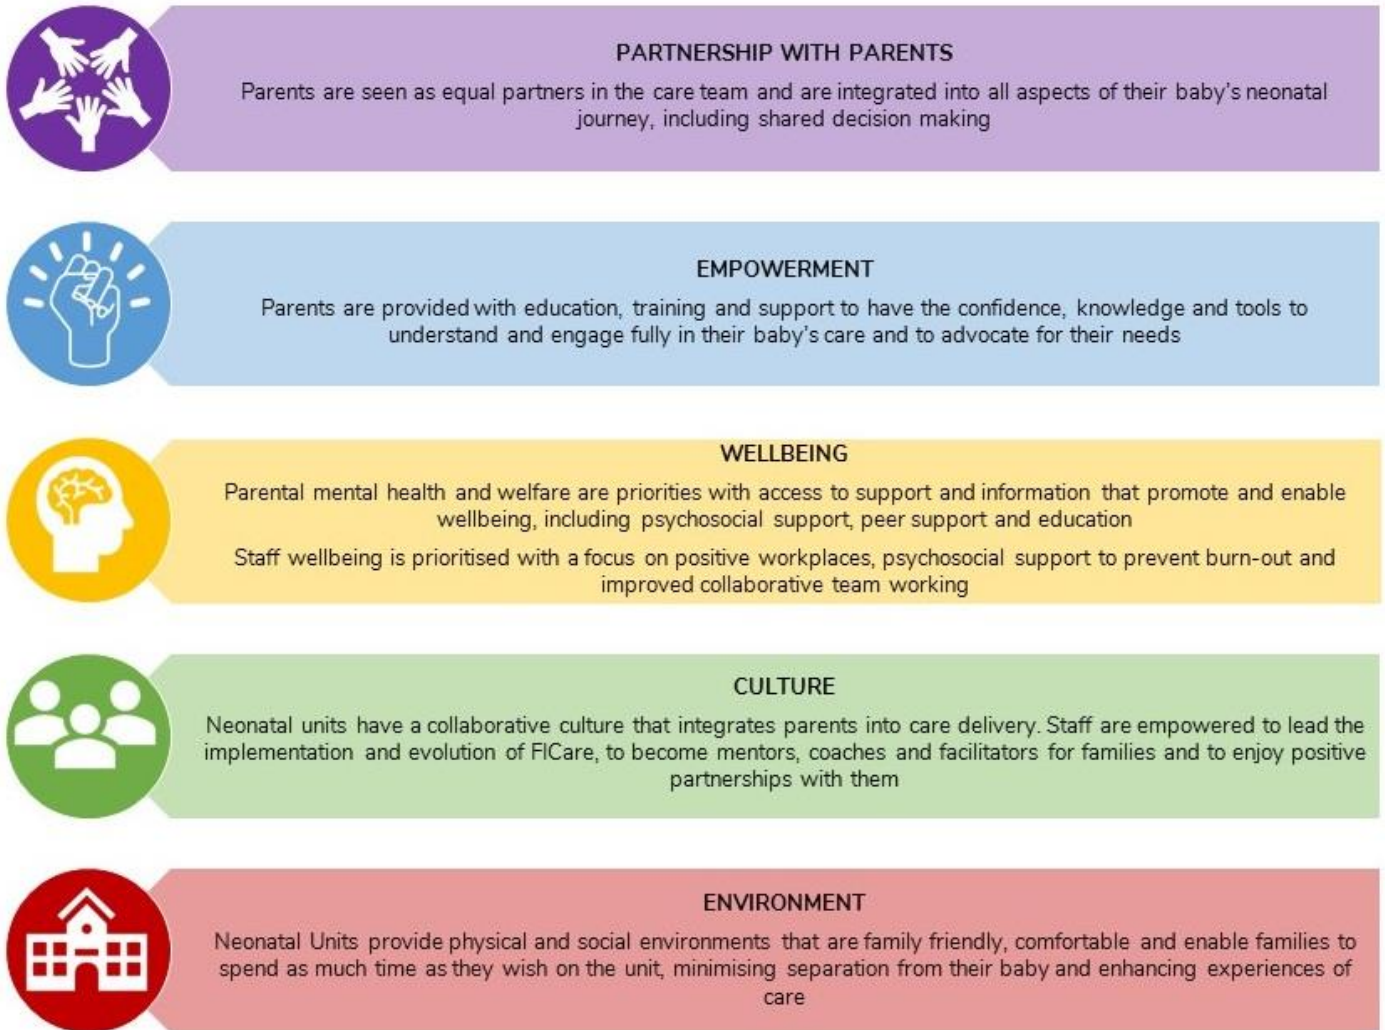 PARTNERSHIP WITH PARENTS
Parents are seen as equal partners in the care team and are integrated into all aspects of their baby's neonatal
journey, including shared decision making
EMPOWERMENT
Parents are provided with education, training and support to have the confidence, knowledge and tools to
understand and engage fully in their baby's care and to advocate for their needs
WELLBEING
Parental mental health and welfare are priorities with access to support and information that promote and enable
wellbeing, including psychosocial support, peer support and education
Staff wellbeing is prioritised with a focus on positive workplaces, psychosocial support to prevent burn-out and
improved collaborative team working
CULTURE
Neonatal units have a collaborative culture that integrates parents into care delivery. Staff are empowered to lead the
implementation and evolution of FICare, to become mentors, coaches and facilitators for families and to enjoy positive
partnerships with them
ENVIRONMENT
Neonatal Units provide physical and social environments that are family friendly, comfortable and enable families to
spend as much time as they wish on the unit, minimising separation from their baby and enhancing experiences of
care